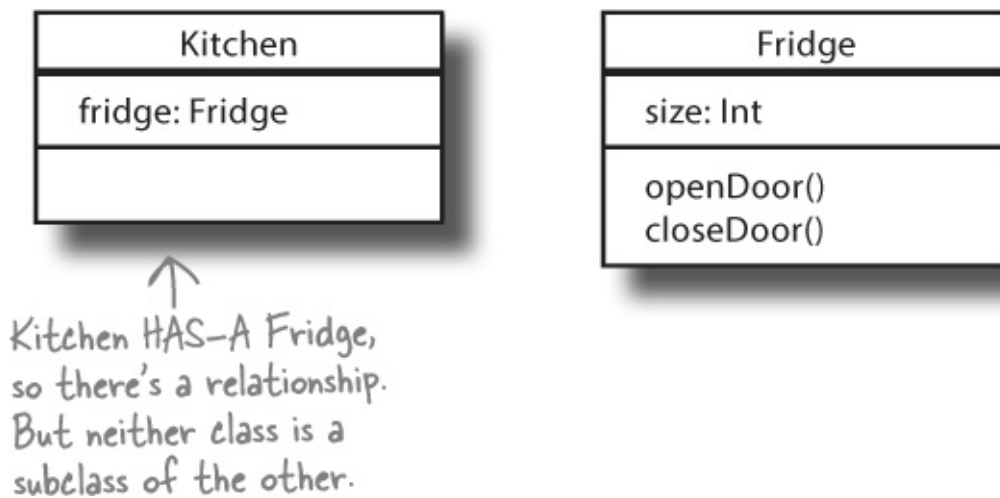 Kitchen
fridge: Fridge
Fridge
size: Int
openDoor()
closeDoor()
Kitchen HAS-A Fridge,
so there's a relationship.
But neither class is a
subclass of the other.